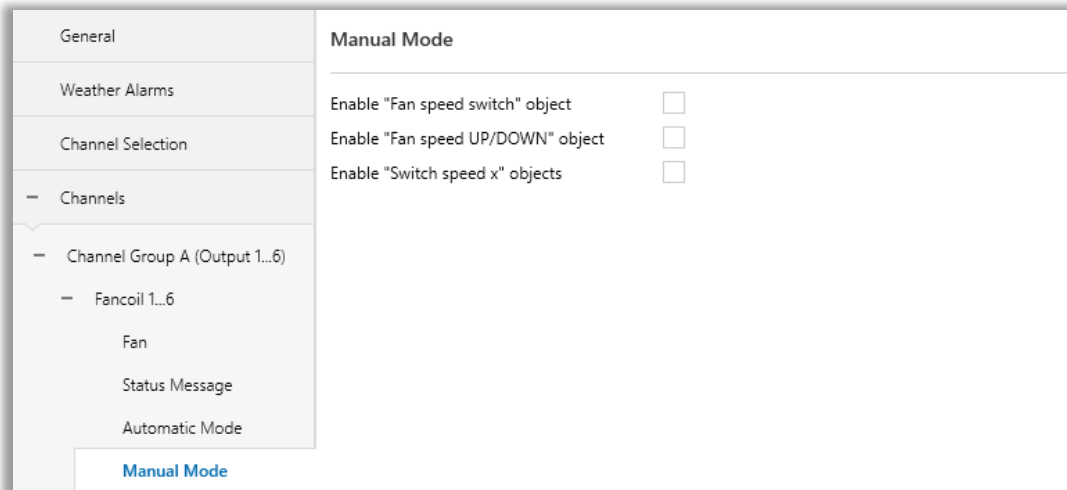 General
Weather Alarms
Channel Selection
Channels
Channel Group A (Output 1...6)
Fancoil 1...6
Fan
Status Message
Automatic Mode
Manual Mode
Manual Mode
Enable "Fan speed switch" object
Enable "Fan speed UP/DOWN" object
Enable "Switch speed x" objects